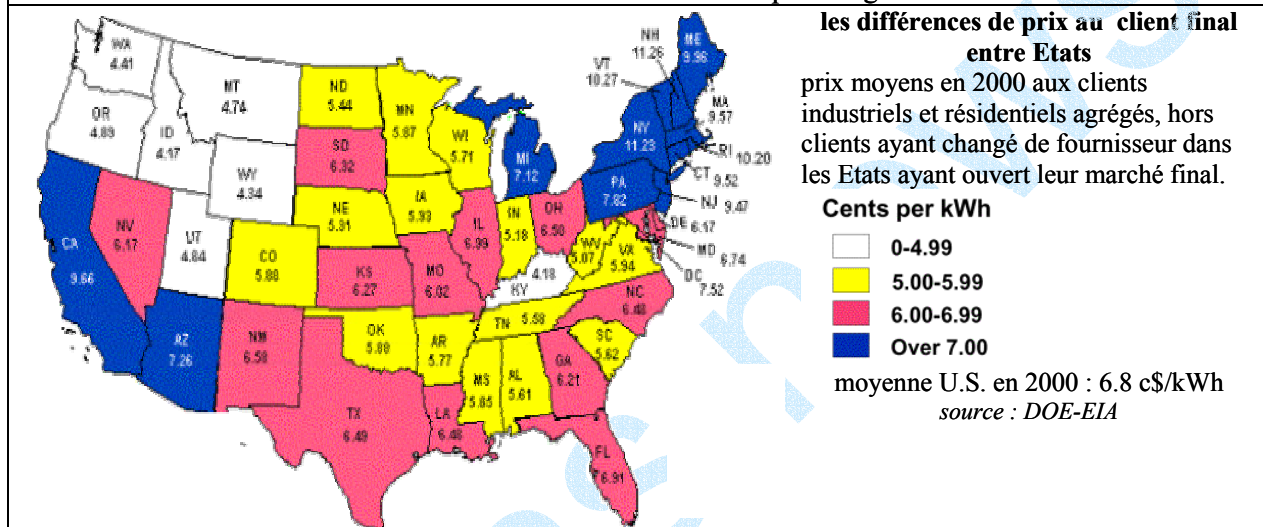 les différences de prix au client final
entre Etats
prix moyens en 2000 aux clients
industriels et résidentiels agrégés, hors
clients ayant changé de fournisseur dans
les Etats ayant ouvert leur marché final.
Cents per kWh
0-4.99
5.00-5.99
6.00-6.99
Over 7.00
moyenne U.S. en 2000 : 6.8 c$/kWh
source : DOE-EIA
WA
4.41
OR
4.89
ID
4.17
MT
4.74
WY
4.34
UT
4.84
CA
9.66
NV
6.17
AZ
7.26
NM
6.58
CO
5.88
ND
5.44
SD
6.32
NE
5.31
KS
6.27
OK
5.88
TX
6.49
MN
5.87
IA
5.93
MO
6.02
AR
5.77
LA
6.48
WI
5.71
IL
6.99
MI
7.12
IN
5.18
OH
6.50
4.18
KY
TN 5.58
MS
5.85
AL
5.61
GA
6.21
FL
6.91
SC
5.62
NC
6.48
VA
5.94
WV
5.07
PA
7.82
NY
11.23
VT
10.27
NH
11.26
ME
9.96
MA
9.57
RI 10.20
CT 9.52
NJ 9.47
DE 6.17
MD
6.74
DC
7.52